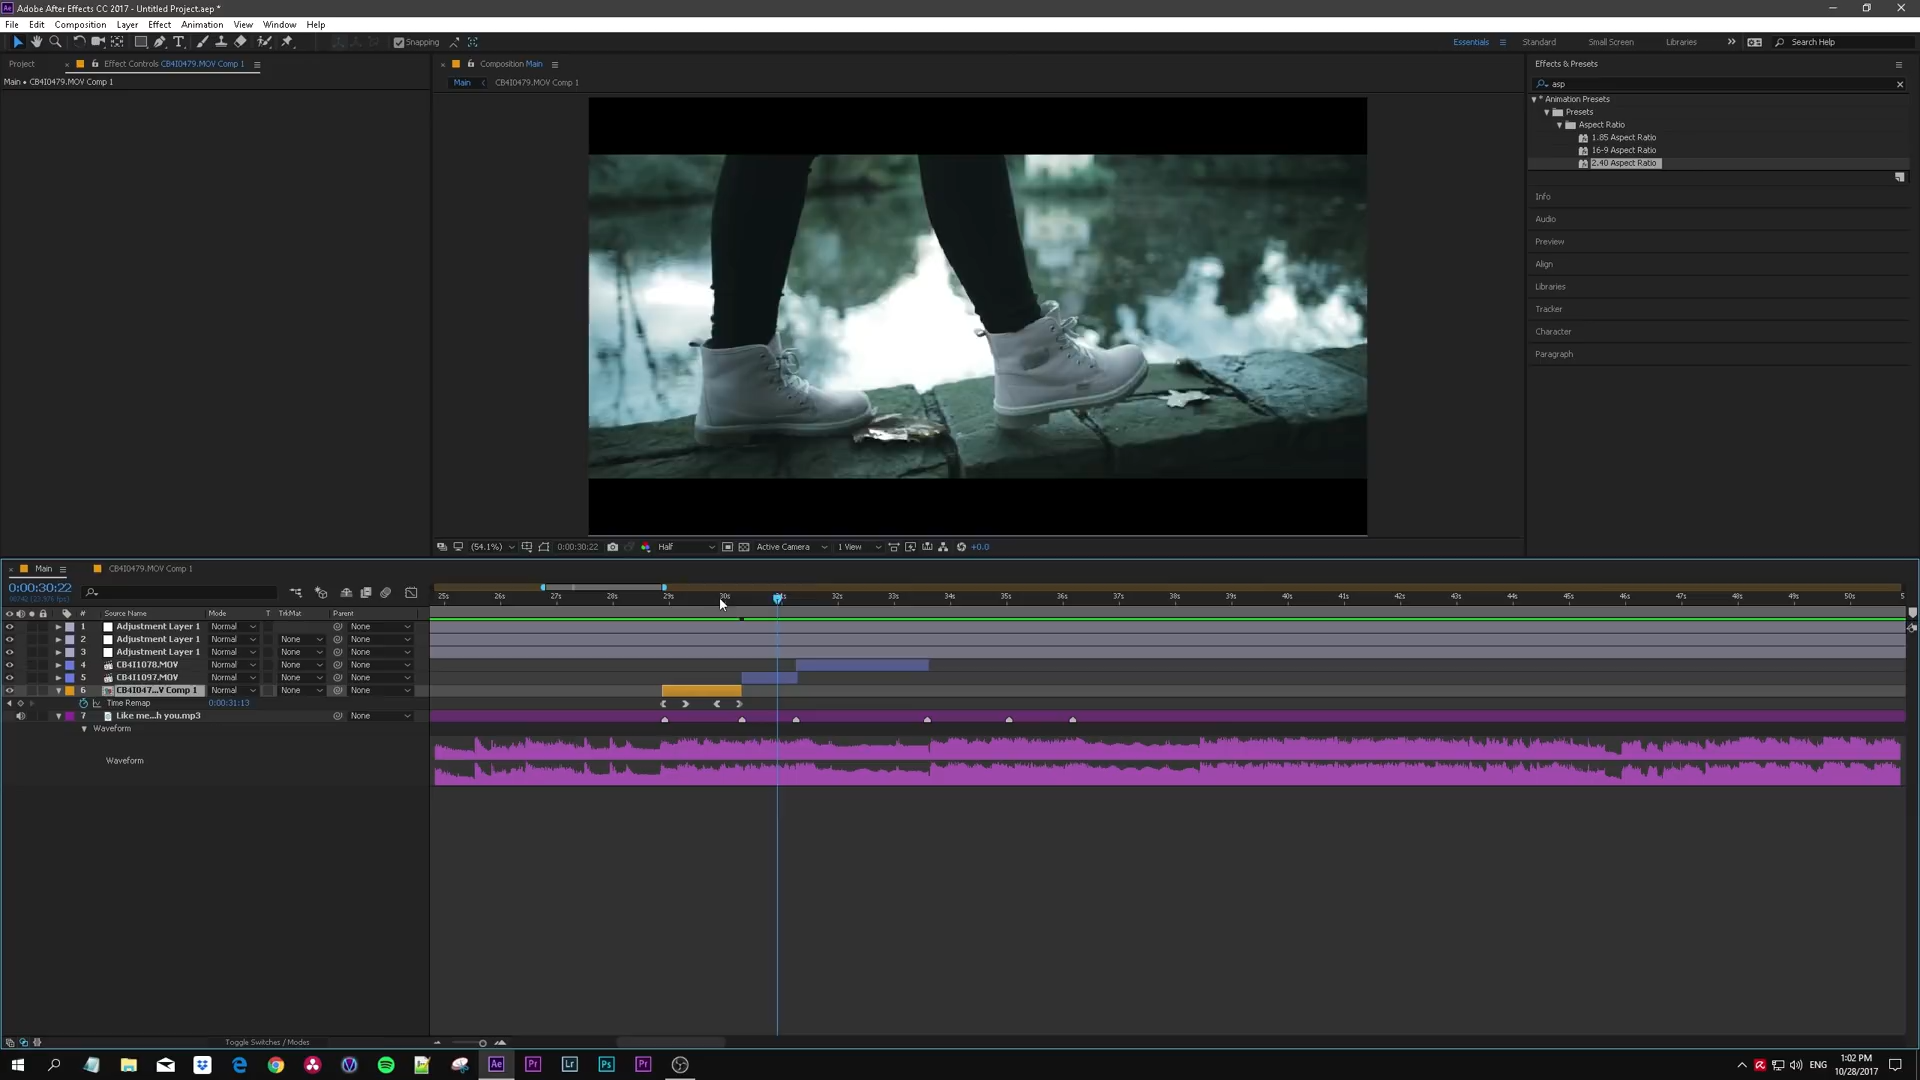 Adobe After Effects CC 2017 - Untitled Project.aep *
File Edit Composition Layer Effect Animation View Window Help
Snapping
Essentials Standard Small Screen Libraries Search Help
Project Effect Controls CB4I0479.MOV Comp 1
Composition Main
Effects & Presets
Main • CB4I0479.MOV Comp 1
Main CB4I0479.MOV Comp 1
asp
* Animation Presets
Presets
Aspect Ratio
1.85 Aspect Ratio
16-9 Aspect Ratio
2.40 Aspect Ratio
Info
Audio
Preview
Align
Libraries
Tracker
Character
Paragraph
(54.1%) 0:00:30:22 Half Active Camera 1 View +0.0
Main CB4I0479.MOV Comp 1
0:00:30:22
25s 26s 27s 28s 29s 30s 32s 33s 34s 35s 36s 37s 38s 39s 40s 41s 42s 43s 44s 45s 46s 47s 48s 49s 50s
# Source Name Mode T TrkMat Parent
1 Adjustment Layer 1 Normal None
2 Adjustment Layer 1 Normal None None
3 Adjustment Layer 1 Normal None None
4 CB4I1078.MOV Normal None None
5 CB4I1097.MOV Normal None None
6 CB4I047...V Comp 1 Normal None None
Time Remap 0:00:31:13
7 Like me...h you.mp3 None
Waveform
Waveform
Toggle Switches / Modes
Ae Pr Lr Ps Pr
ENG
1:02 PM
10/28/2017